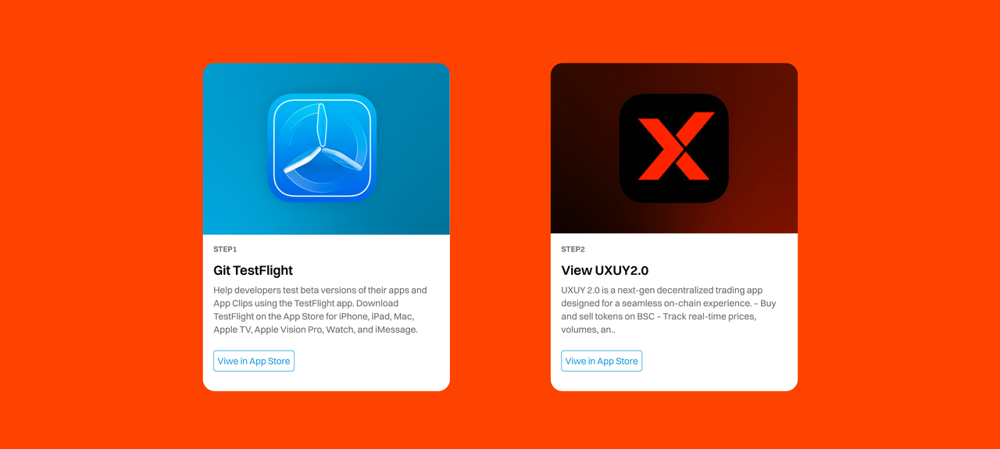 STEP1
Git TestFlight
Help developers test beta versions of their apps and
App Clips using the TestFlight app. Download
TestFlight on the App Store for iPhone, iPad, Mac,
Apple TV, Apple Vision Pro, Watch, and iMessage.
Viwe in App Store
STEP2
View UXUY2.0
UXUY 2.0 is a next-gen decentralized trading app
designed for a seamless on-chain experience. – Buy
and sell tokens on BSC – Track real-time prices,
volumes, an..
Viwe in App Store